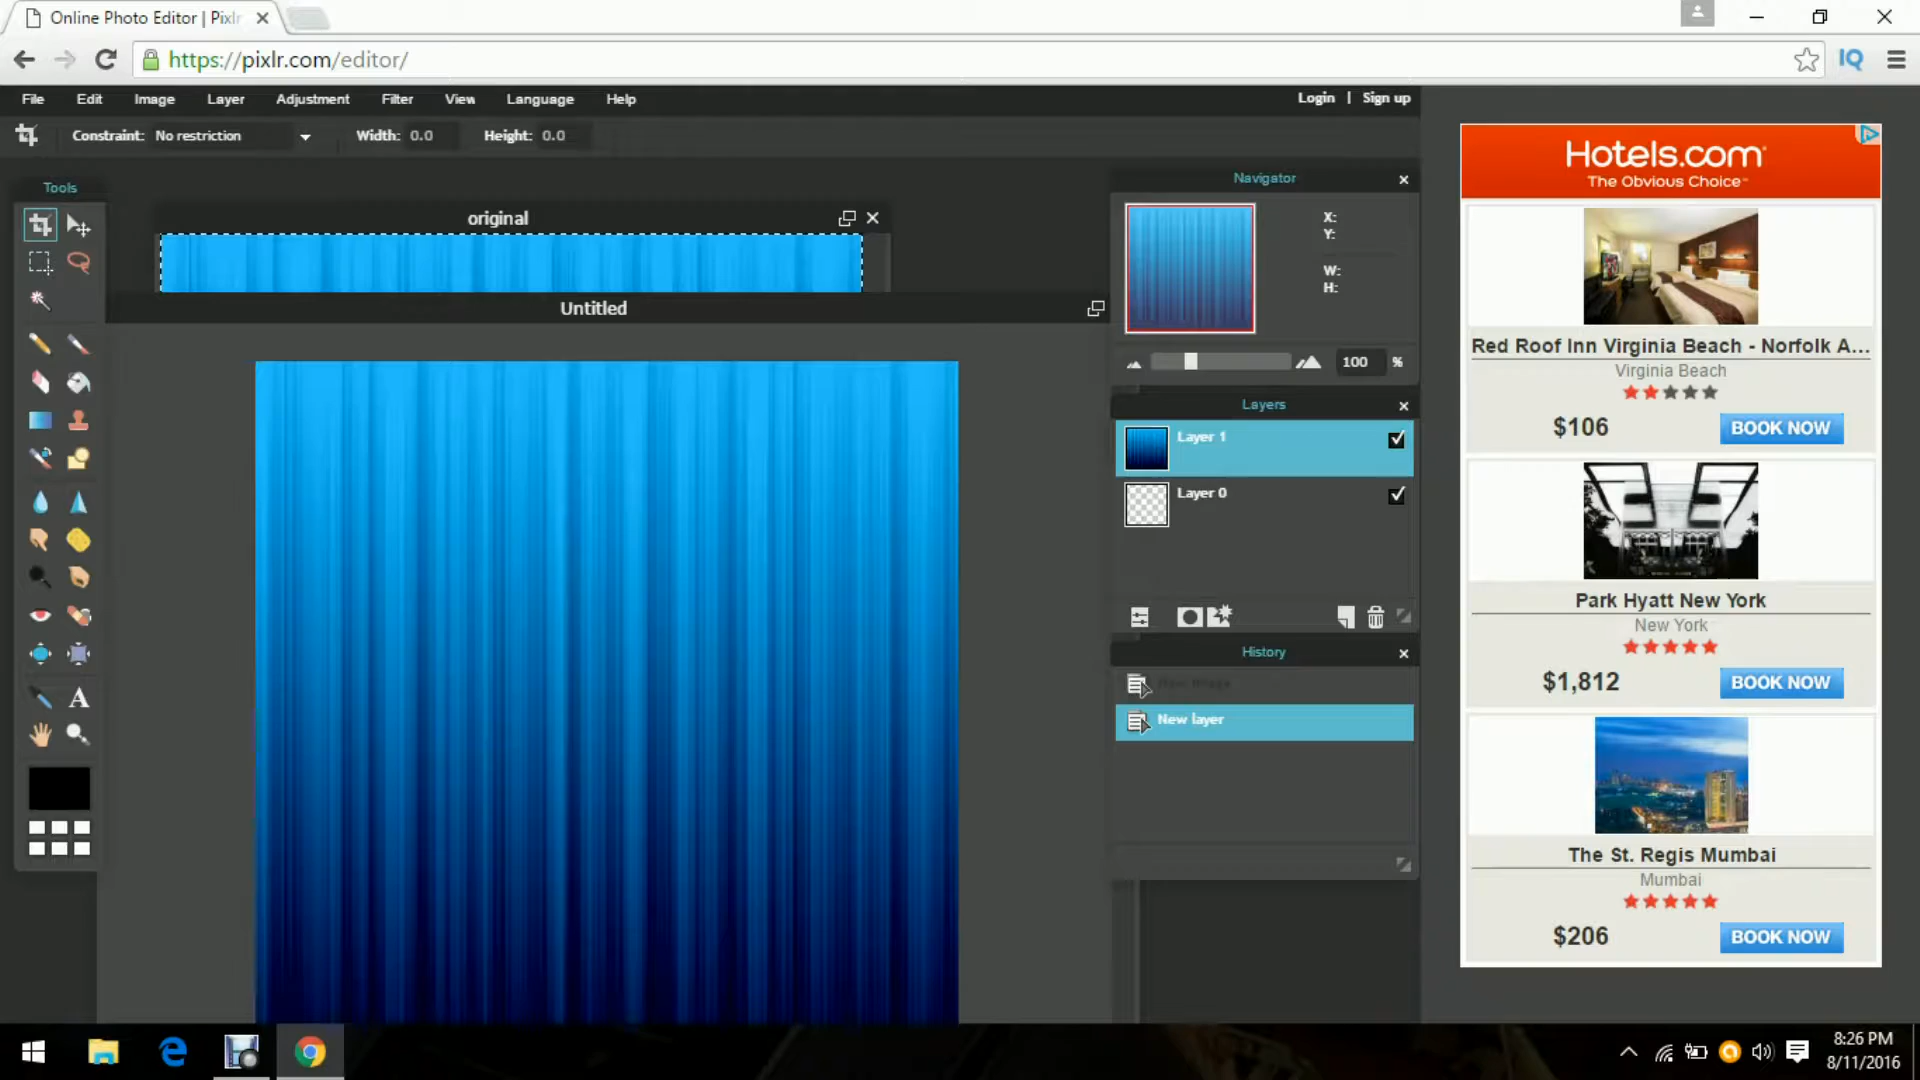 Online Photo Editor | Pixlr
https://pixlr.com/editor/
IQ
File Edit Image Layer Adjustment Filter View Language Help
Login | Sign up
Constraint: No restriction Width: 0.0 Height: 0.0
Tools
original
Untitled
A
Navigator
X:
Y:
W:
H:
100 %
Layers
Layer 1
Layer 0
History
New image
New layer
Hotels.com
The Obvious Choice™
Red Roof Inn Virginia Beach - Norfolk A...
Virginia Beach
$106 BOOK NOW
Park Hyatt New York
New York
$1,812 BOOK NOW
The St. Regis Mumbai
Mumbai
$206 BOOK NOW
8:26 PM
8/11/2016